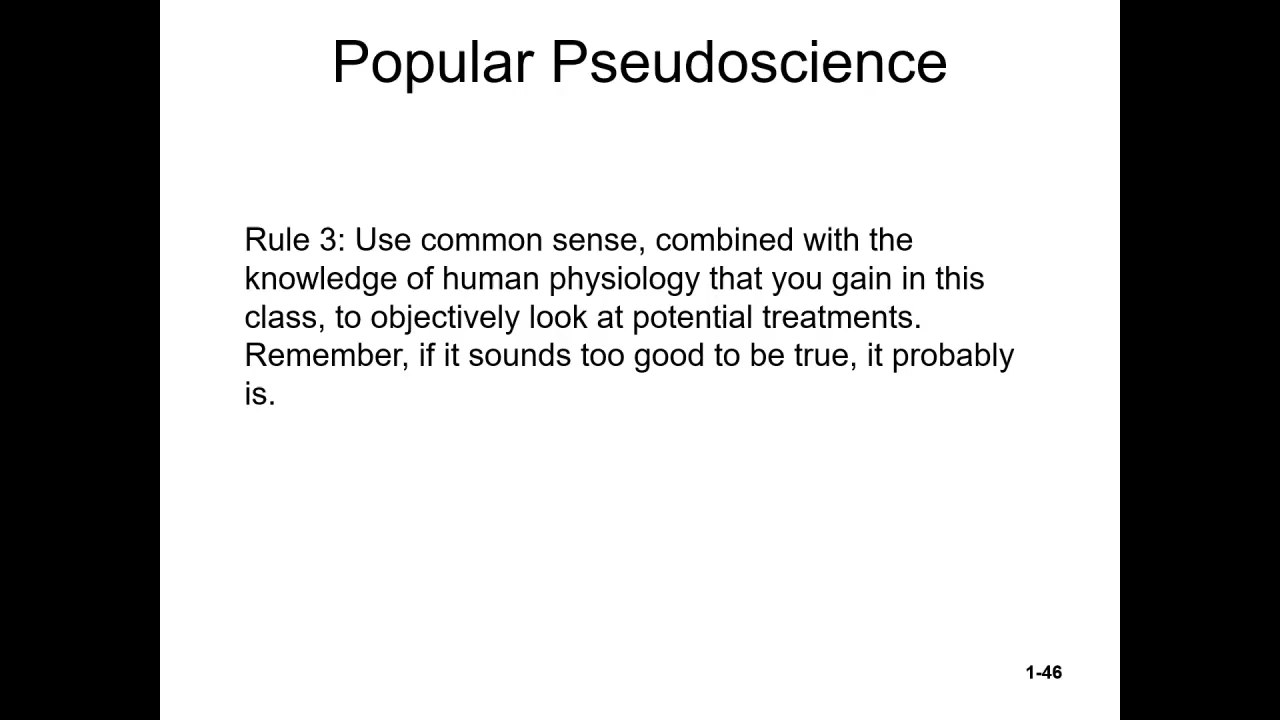 Popular Pseudoscience
Rule 3: Use common sense, combined with the
knowledge of human physiology that you gain in this
class, to objectively look at potential treatments.
Remember, if it sounds too good to be true, it probably
is.
1-46